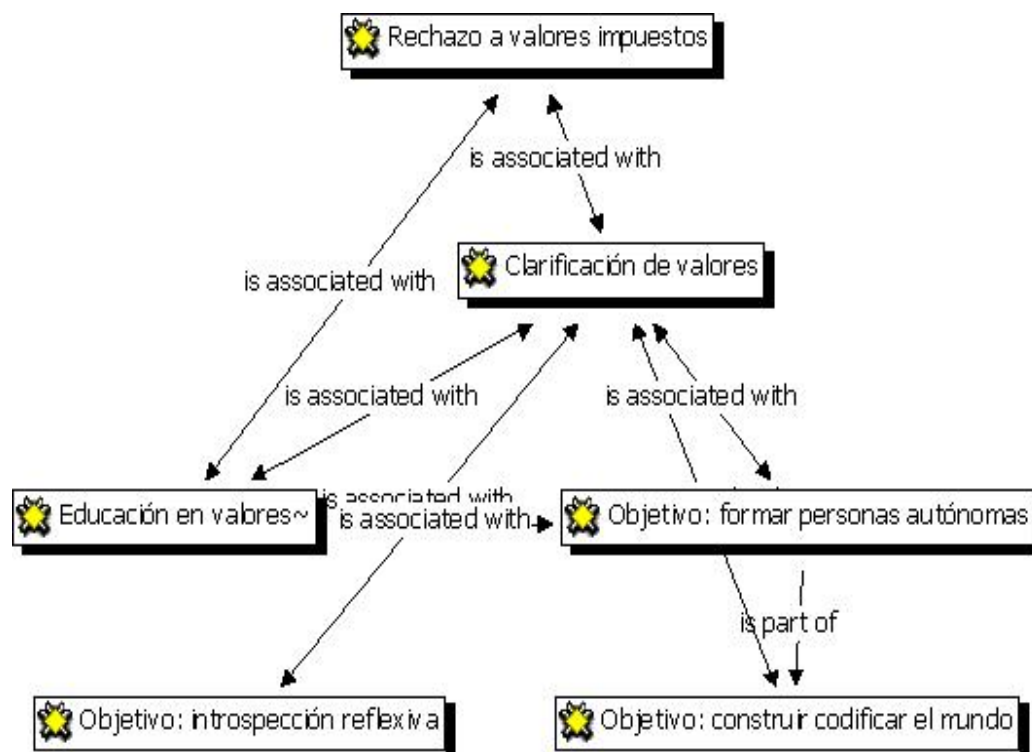 Rechazo a valores impuestos
is associated with
Clarificación de valores
is associated with
is associated with
is associated with
Educación en valores~
is associated with
is associated with
Objetivo: formar personas autónomas
is part of
Objetivo: introspección reflexiva
Objetivo: construir codificar el mundo